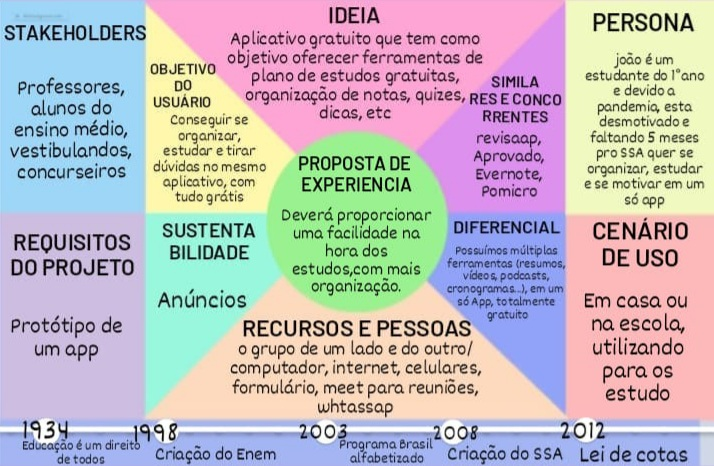 STAKEHOLDERS
Professores,
alunos do
ensino médio,
vestibulandos,
concurseiros
OBJETIVO
DO
USUÁRIO
Conseguir se
organizar,
estudar e tirar
dúvidas no mesmo
aplicativo, com
tudo grátis
IDEIA
Aplicativo gratuito que tem como
objetivo oferecer ferramentas de
plano de estudos gratuitas,
organização de notas, quizes,
dicas, etc
SIMILA
RES E CONCO
RRENTES
revisaap,
Aprovado,
Evernote,
Pomicro
PERSONA
joão é um
estudante do 1°ano
e devido a
pandemia, esta
desmotivado e
faltando 5 meses
pro SSA quer se
organizar, estudar
e se motivar em um
só app
PROPOSTA DE
EXPERIENCIA
Deverá proporcionar
uma facilidade na
hora dos
estudos,com mais
organização.
REQUISITOS
DO PROJETO
Protótipo de
um app
SUSTENTA
BILIDADE
Anúncios
DIFERENCIAL
Possuímos múltiplas
ferramentas (resumos,
vídeos, podcasts,
cronogramas...), em um
só App, totalmente
gratuito
CENÁRIO
DE USO
Em casa ou
na escola,
utilizando
para os
estudo
RECURSOS E PESSOAS
o grupo de um lado e do outro/
computador, internet, celulares,
formulário, meet para reuniões,
whtassap
1934
Educação é um direito
de todos
1998
Criação do Enem
2003
Programa Brasil
alfabetizado
2008
Criação do SSA
2012
Lei de cotas